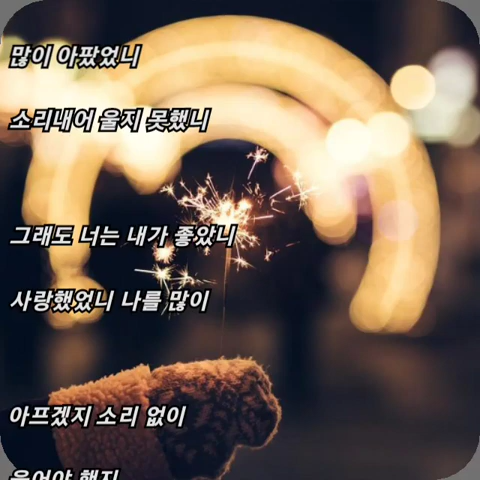 많이 아팠었니
소리내어 울지 못했니
그래도 너는 내가 좋았니
사랑했었니 나를 많이
아프겠지 소리 없이